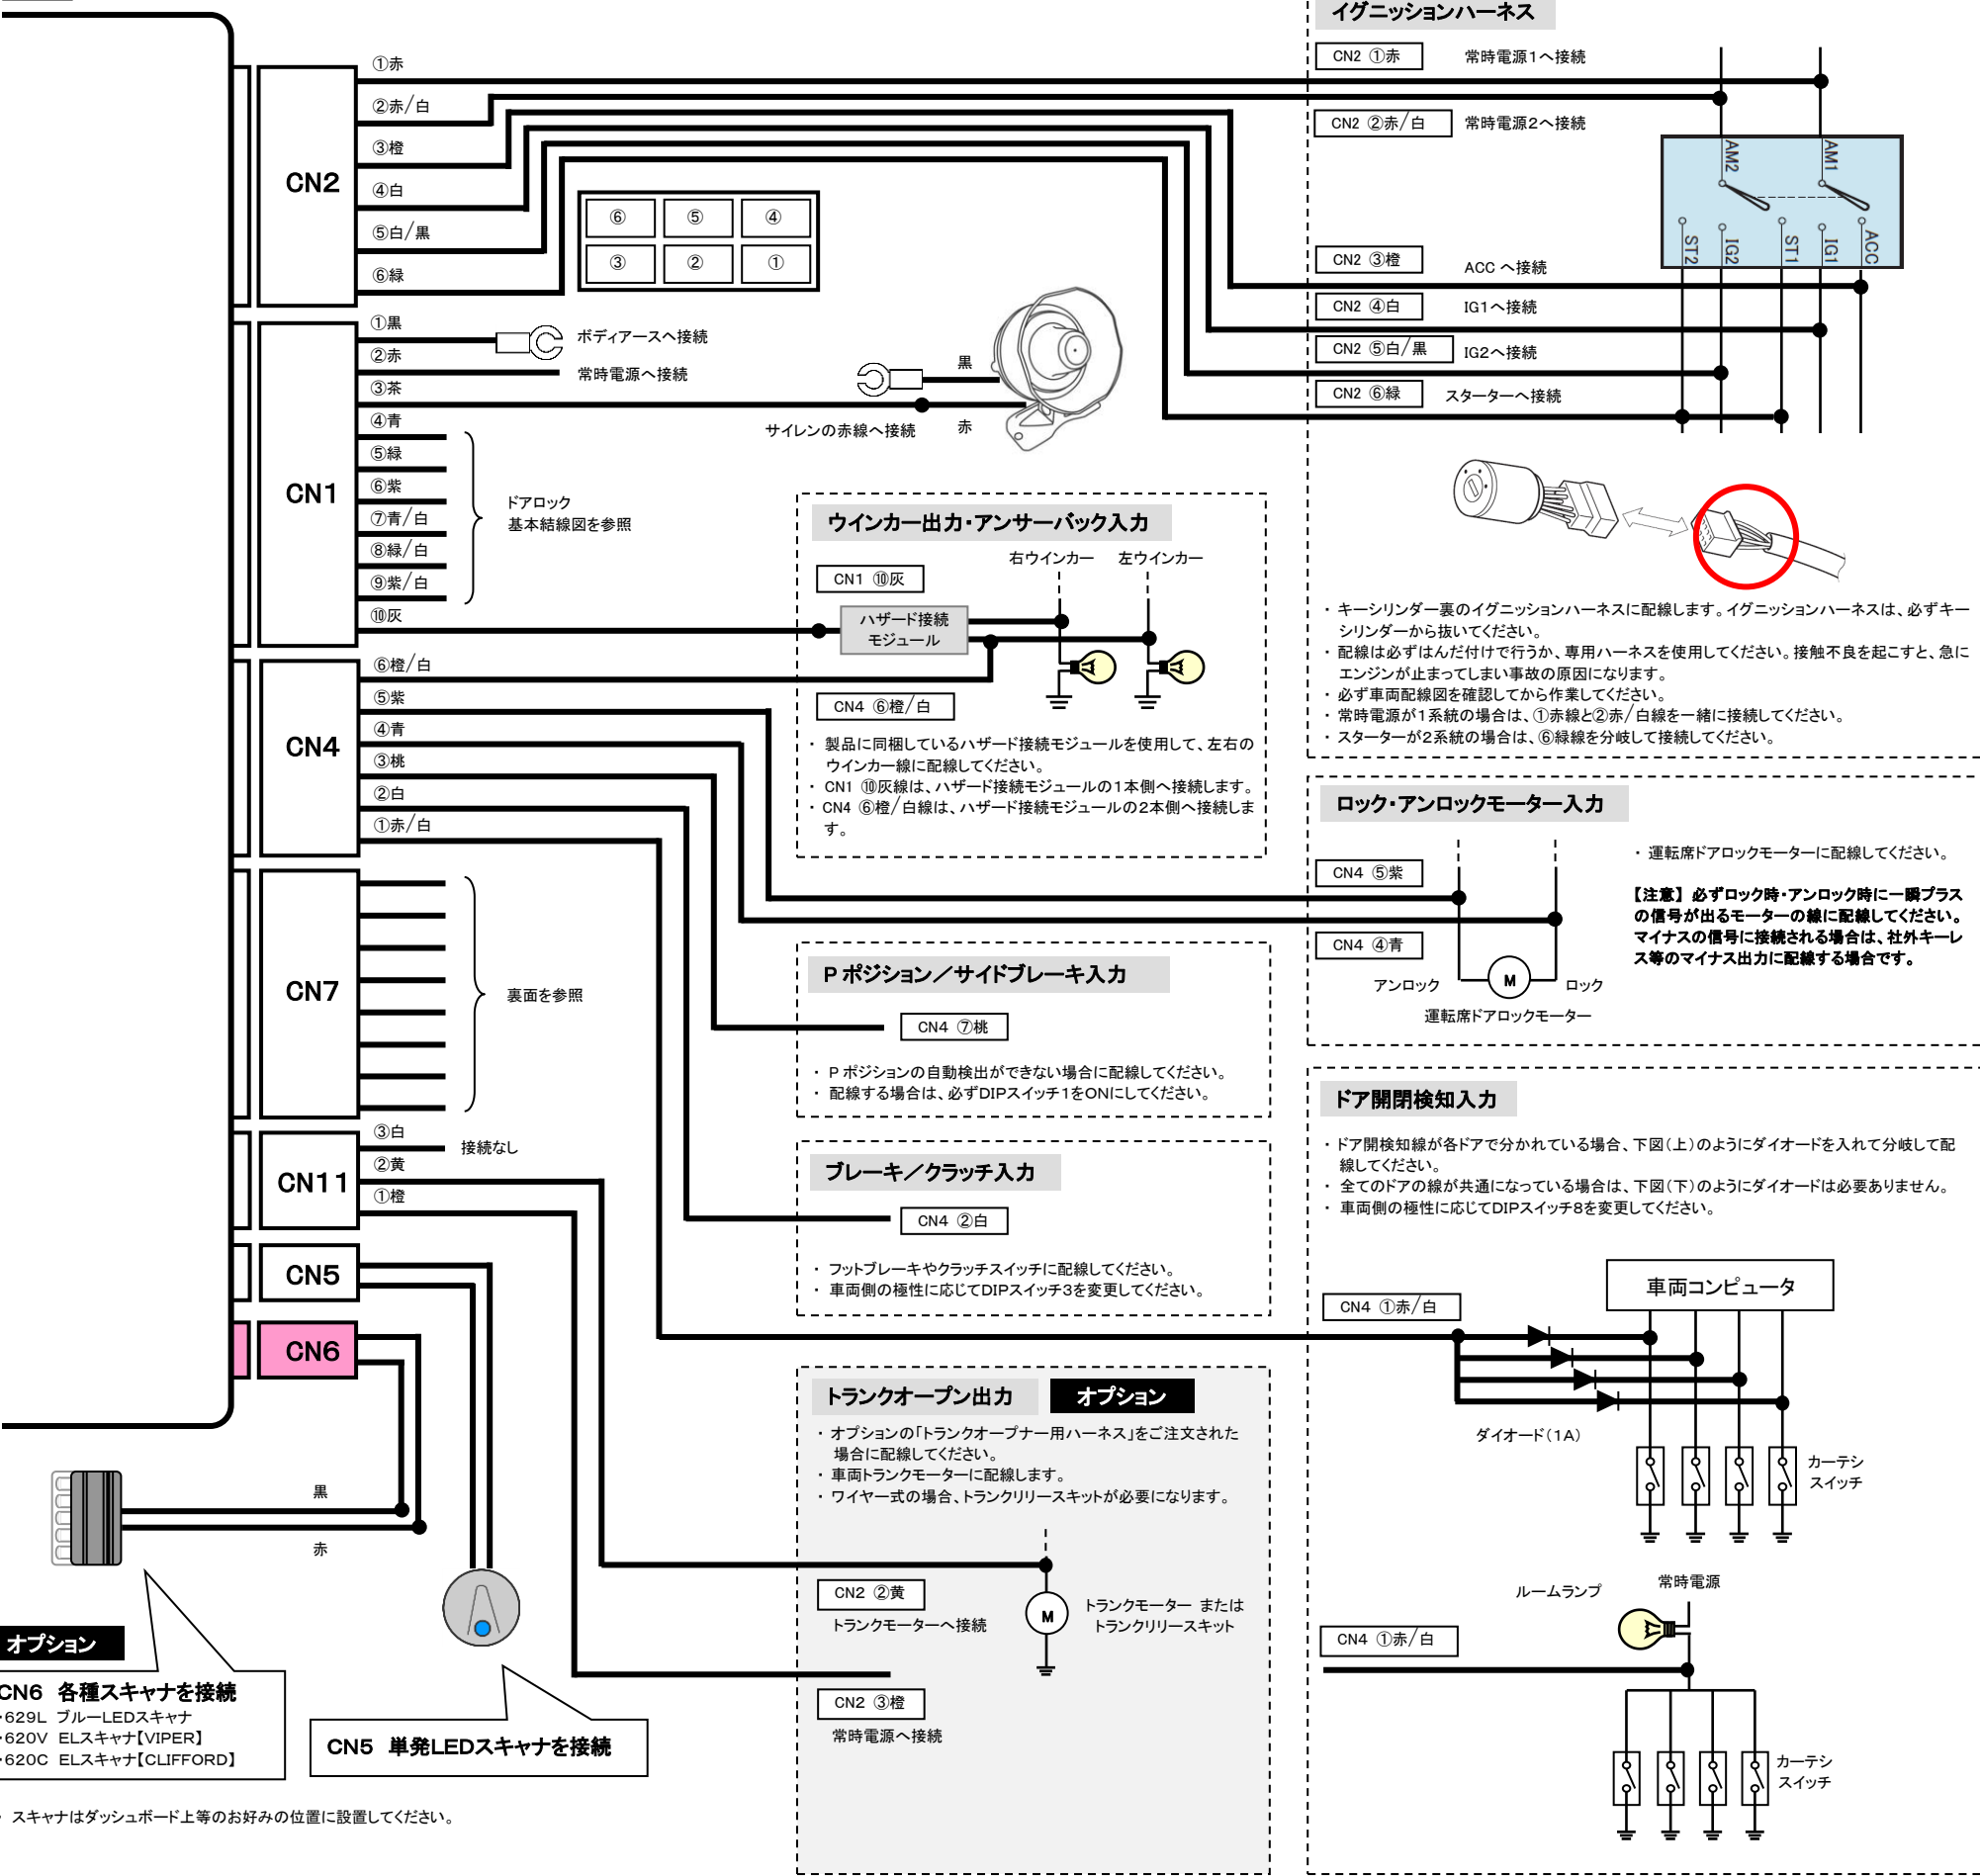 ①赤
②赤/白
③橙
④白
⑤白/黒
⑥緑
CN2
⑥ ⑤ ④
③ ② ①
①黒
ボディアースへ接続
②赤
常時電源へ接続
③茶
④青
⑤緑
⑥紫
⑦青/白
⑧緑/白
⑨紫/白
⑩灰
CN1
ドアロック
基本結線図を参照
黒
赤
サイレンの赤線へ接続
⑥橙/白
⑤紫
④青
③桃
②白
①赤/白
CN4
CN7
裏面を参照
③白
接続なし
②黄
①橙
CN11
CN5
CN6
黒
赤
オプション
CN6 各種スキャナを接続
・629L ブルーLEDスキャナ
・620V ELスキャナ【VIPER】
・620C ELスキャナ【CLIFFORD】
CN5 単発LEDスキャナを接続
・ スキャナはダッシュボード上等のお好みの位置に設置してください。
ウインカー出力・アンサーバック入力
右ウインカー 左ウインカー
CN1 ⑩灰
ハザード接続
モジュール
CN4 ⑥橙/白
・ 製品に同梱しているハザード接続モジュールを使用して、左右の
ウインカー線に配線してください。
・ CN1 ⑩灰線は、ハザード接続モジュールの1本側へ接続します。
・ CN4 ⑥橙/白線は、ハザード接続モジュールの2本側へ接続しま
す。
P ポジション／サイドブレーキ入力
CN4 ⑦桃
・ P ポジションの自動検出ができない場合に配線してください。
・ 配線する場合は、必ずDIPスイッチ1をONにしてください。
ブレーキ／クラッチ入力
CN4 ②白
・ フットブレーキやクラッチスイッチに配線してください。
・ 車両側の極性に応じてDIPスイッチ3を変更してください。
トランクオープン出力 オプション
・ オプションの「トランクオープナー用ハーネス」をご注文された
場合に配線してください。
・ 車両トランクモーターに配線します。
・ ワイヤー式の場合、トランクリリースキットが必要になります。
CN2 ②黄
トランクモーターへ接続
M
トランクモーター または
トランクリリースキット
CN2 ③橙
常時電源へ接続
イグニッションハーネス
CN2 ①赤 常時電源1へ接続
CN2 ②赤/白 常時電源2へ接続
AM2 AM1
ST2 IG2 ST1 IG1 ACC
CN2 ③橙 ACC へ接続
CN2 ④白 IG1へ接続
CN2 ⑤白/黒 IG2へ接続
CN2 ⑥緑 スターターへ接続
・ キーシリンダー裏のイグニッションハーネスに配線します。イグニッションハーネスは、必ずキー
シリンダーから抜いてください。
・ 配線は必ずはんだ付けで行うか、専用ハーネスを使用してください。接触不良を起こすと、急に
エンジンが止まってしまい事故の原因になります。
・ 必ず車両配線図を確認してから作業してください。
・ 常時電源が1系統の場合は、①赤線と②赤/白線を一緒に接続してください。
・ スターターが2系統の場合は、⑥緑線を分岐して接続してください。
ロック・アンロックモーター入力
CN4 ⑤紫
CN4 ④青
アンロック M ロック
運転席ドアロックモーター
・ 運転席ドアロックモーターに配線してください。
【注意】 必ずロック時・アンロック時に一瞬プラス
の信号が出るモーターの線に配線してください。
マイナスの信号に接続される場合は、社外キーレ
ス等のマイナス出力に配線する場合です。
ドア開閉検知入力
・ ドア開検知線が各ドアで分かれている場合、下図（上）のようにダイオードを入れて分岐して配
線してください。
・ 全てのドアの線が共通になっている場合は、下図（下）のようにダイオードは必要ありません。
・ 車両側の極性に応じてDIPスイッチ8を変更してください。
車両コンピュータ
CN4 ①赤/白
ダイオード（1A）
カーテシ
スイッチ
ルームランプ
常時電源
CN4 ①赤/白
カーテシ
スイッチ